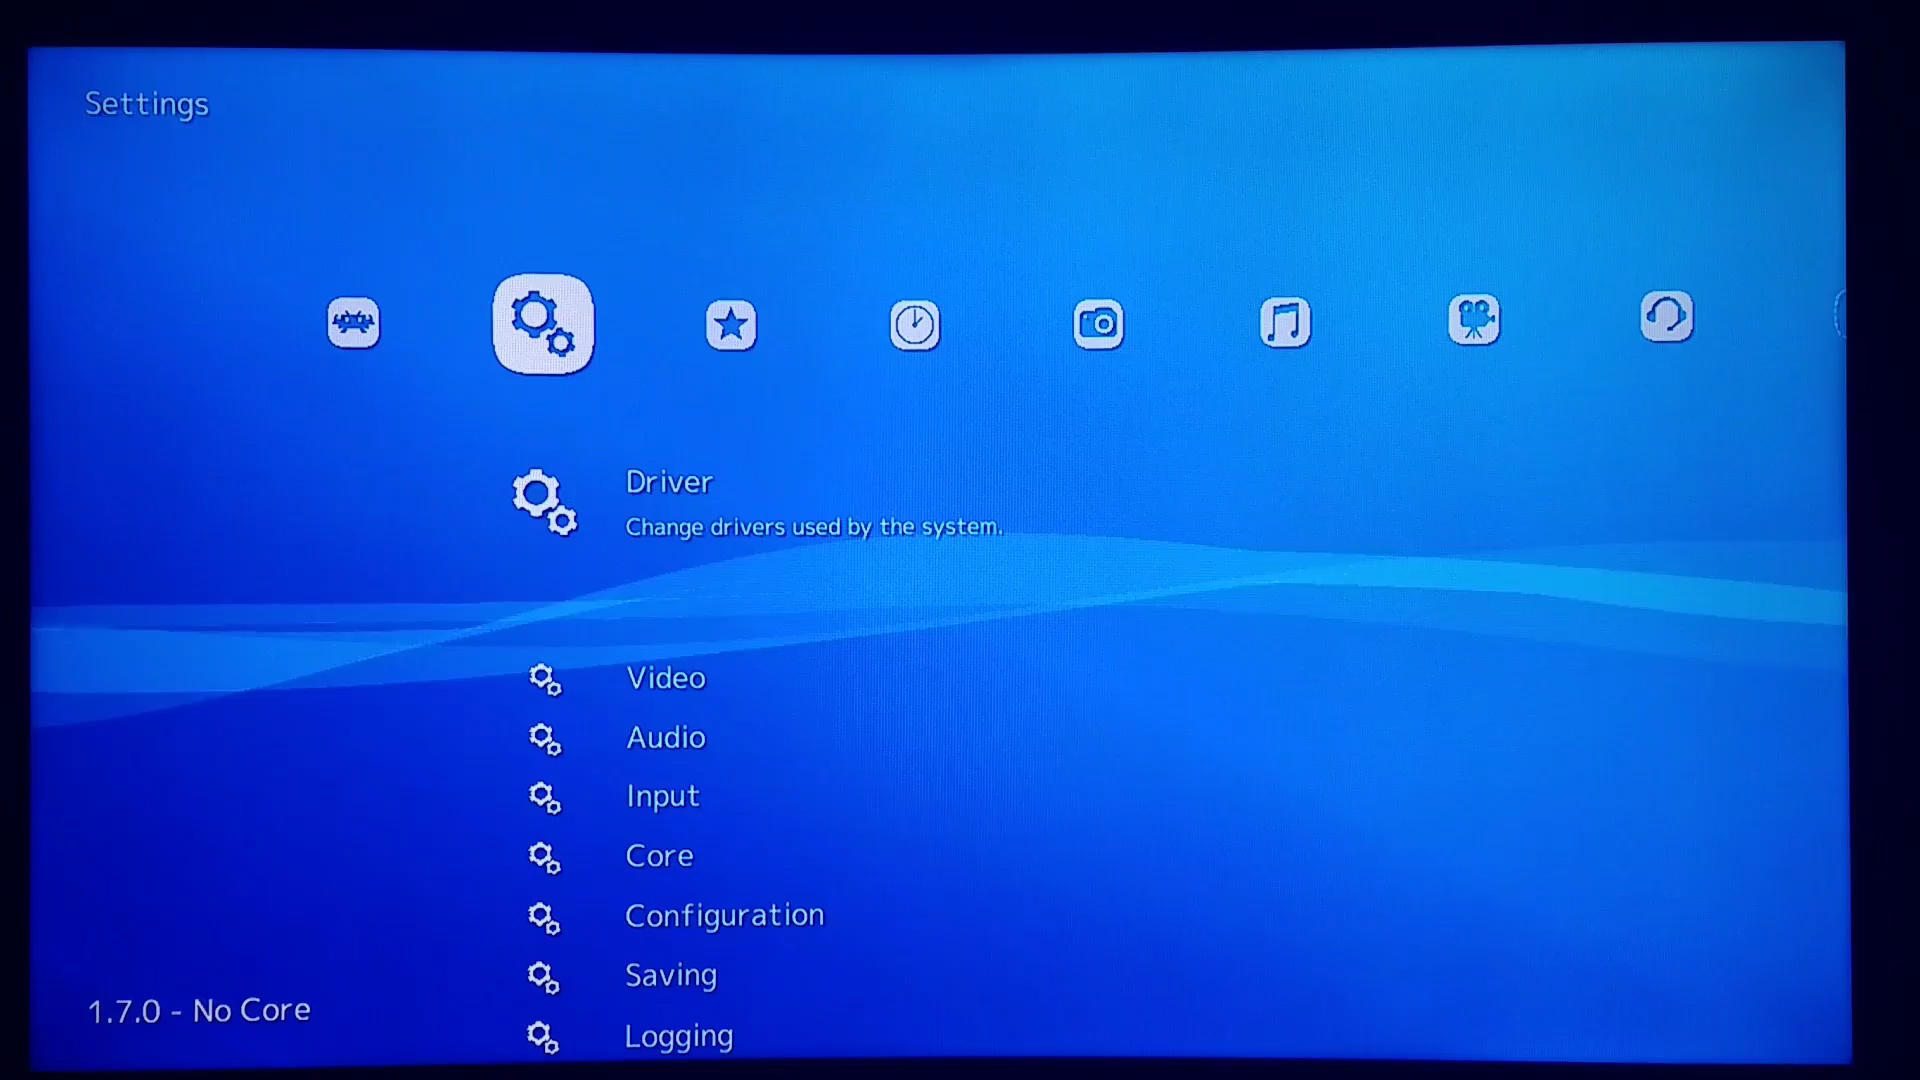 Settings
Driver
Change drivers used by the system.
Video
Audio
Input
Core
Configuration
Saving
Logging
1.7.0 - No Core